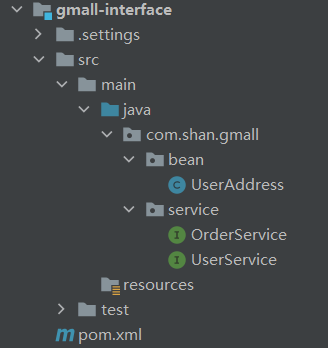 gmall-interface
.settings
src
main
java
com.shan.gmall
bean
UserAddress
service
OrderService
UserService
resources
test
pom.xml